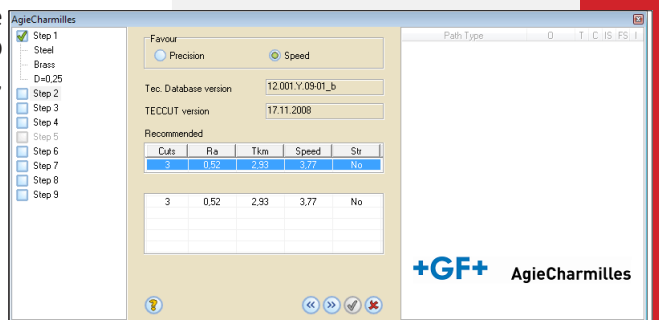 AgieCharmilles
Step 1
Steel
Brass
D=0,25
Step 2
Step 3
Step 4
Step 5
Step 6
Step 7
Step 8
Step 9
Favour
Precision Speed
Tec. Database version 12.001.Y.09-01_b
TECCUT version 17.11.2008
Recommended
Cuts Ra Tkm Speed Str
3 0,52 2,93 3,77 No
3 0,52 2,93 3,77 No
Path Type O T C IS FS I
+GF+ AgieCharmilles